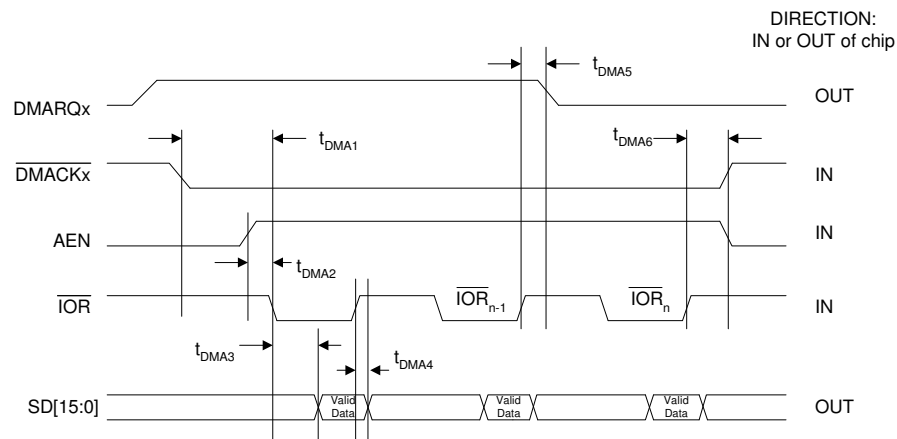 DIRECTION:
IN or OUT of chip
DMARQx
tDMA5
OUT
tDMA1
tDMA6
DMACKx
IN
AEN
IN
tDMA2
IOR
IORn-1
IORn
IN
tDMA3
tDMA4
SD[15:0]
Valid
Data
Valid
Data
Valid
Data
OUT